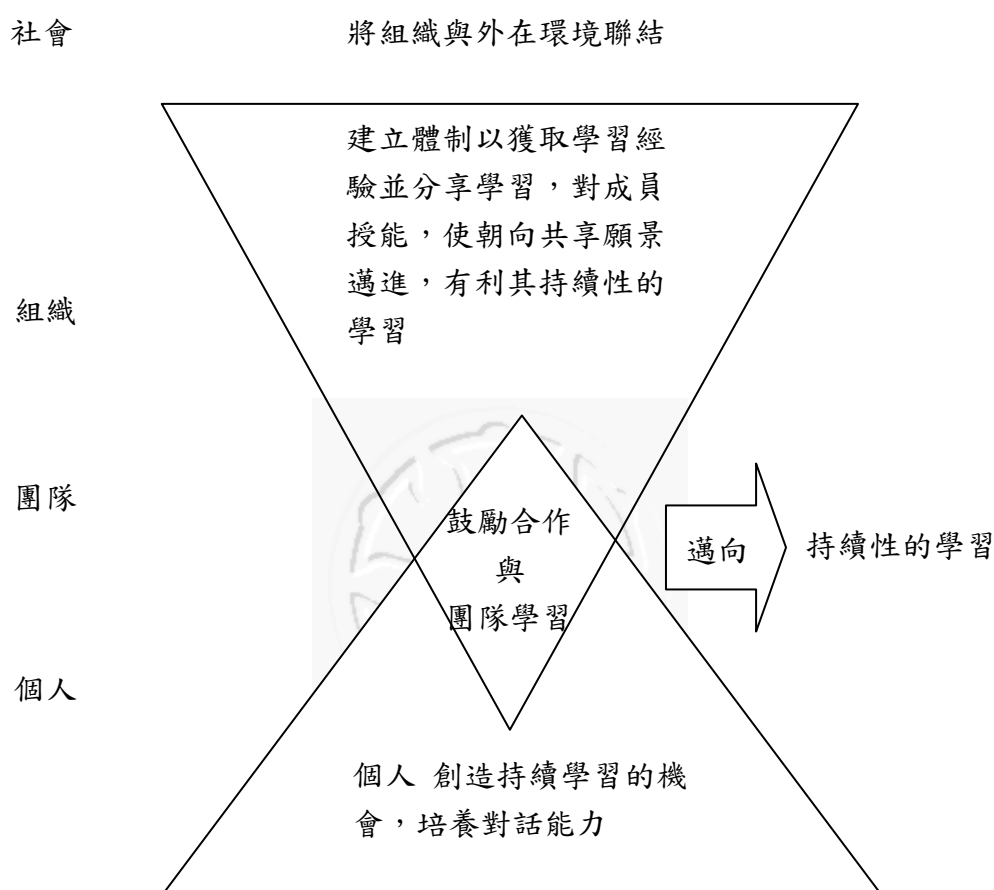 社會
將組織與外在環境聯結
建立體制以獲取學習經
驗並分享學習，對成員
授能，使朝向共享願景
邁進，有利其持續性的
學習
組織
團隊
鼓勵合作
與
團隊學習
邁向
持續性的學習
個人
個人 創造持續學習的機
會，培養對話能力